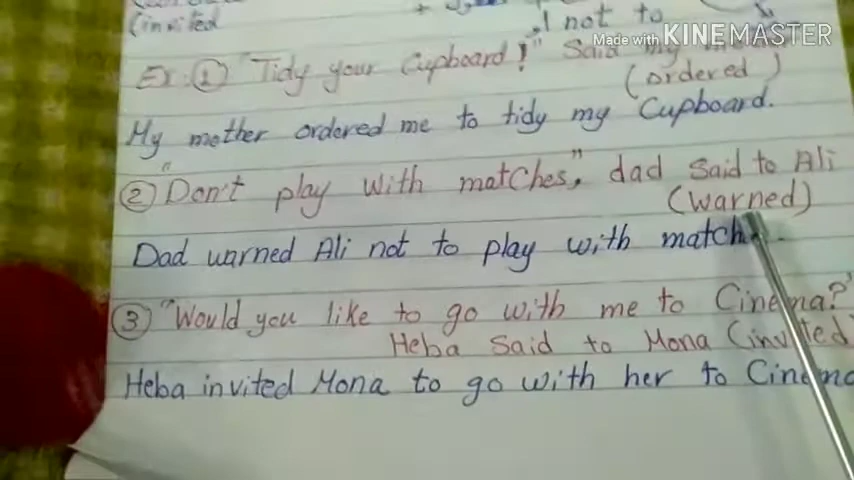 (invited
not to
Made with KINEMASTER
Ex: ① "Tidy your Cupboard!" Said my
(ordered)
My mother ordered me to tidy my Cupboard.
② "Don't play with matches," dad said to Ali
(warned)
Dad warned Ali not to play with match
③ "Would you like to go with me to Cinema?"
Heba said to Mona (invited
Heba invited Mona to go with her to Cinema